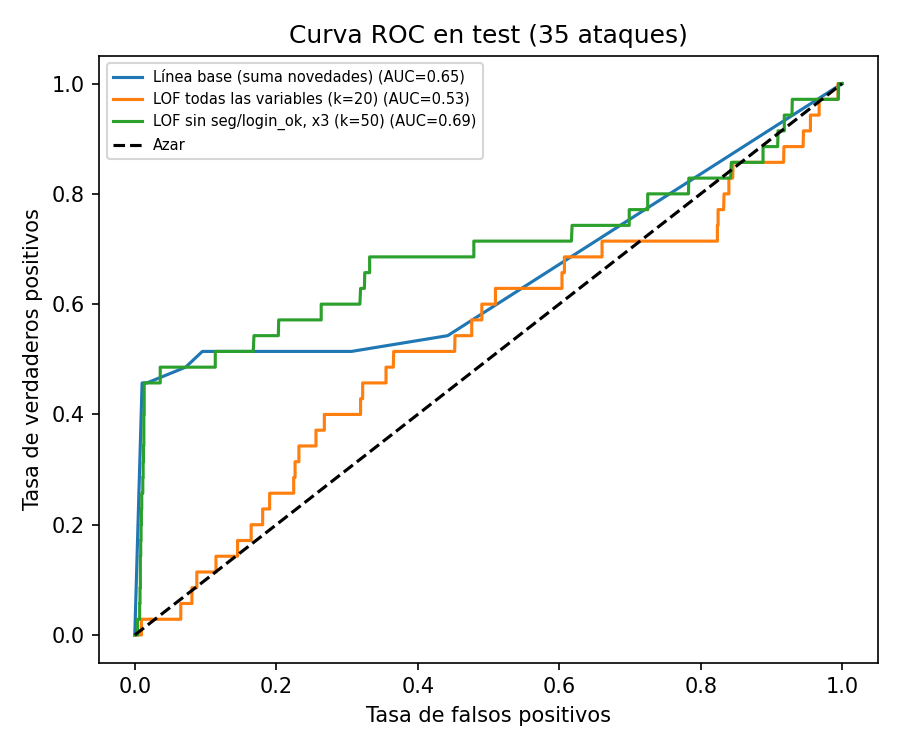 Curva ROC en test (35 ataques)
Línea base (suma novedades) (AUC=0.65)
LOF todas las variables (k=20) (AUC=0.53)
LOF sin seg/login_ok, x3 (k=50) (AUC=0.69)
Azar
Tasa de verdaderos positivos
1.0
0.8
0.6
0.4
0.2
0.0
0.0 0.2 0.4 0.6 0.8 1.0
Tasa de falsos positivos